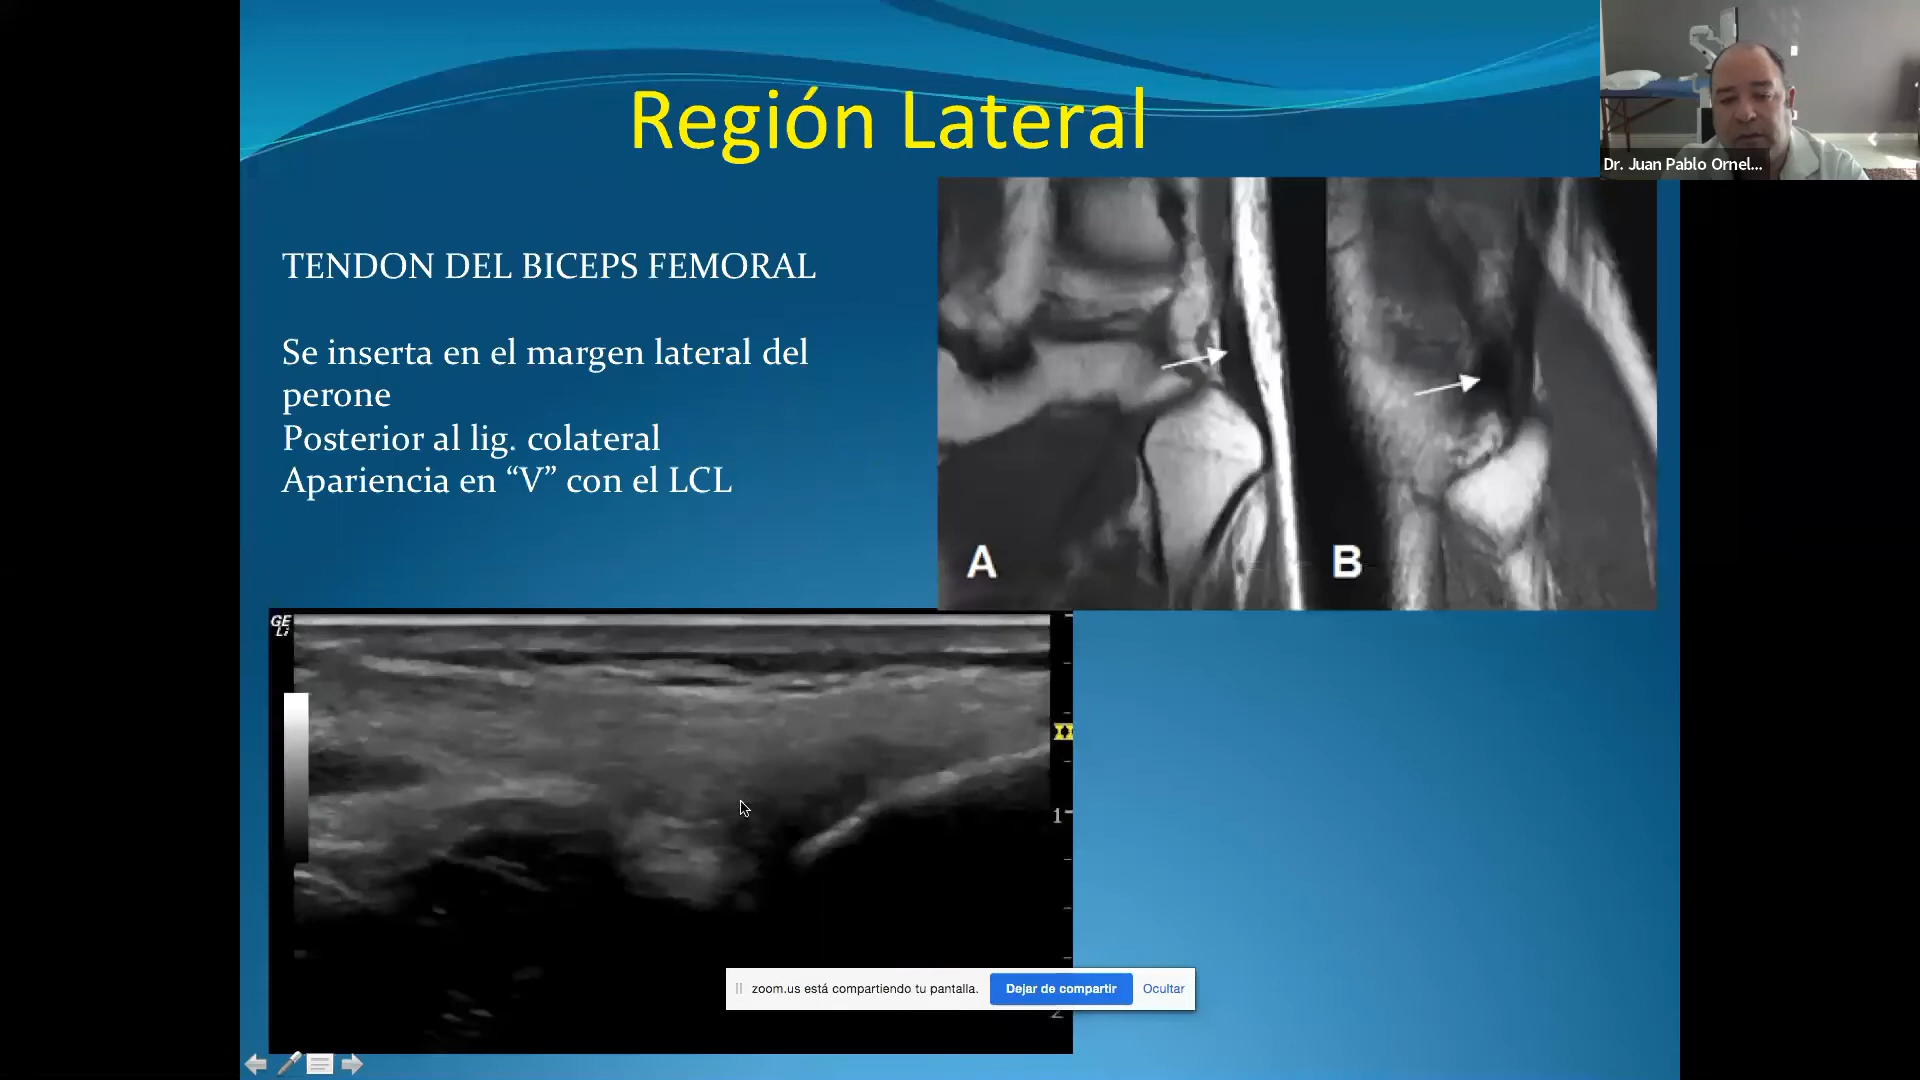 Región Lateral
Dr. Juan Pablo Ornel...
TENDON DEL BICEPS FEMORAL
Se inserta en el margen lateral del
perone
Posterior al lig. colateral
Apariencia en “V” con el LCL
A
B
GE
L:
1
zoom.us está compartiendo tu pantalla.
Dejar de compartir
Ocultar
2